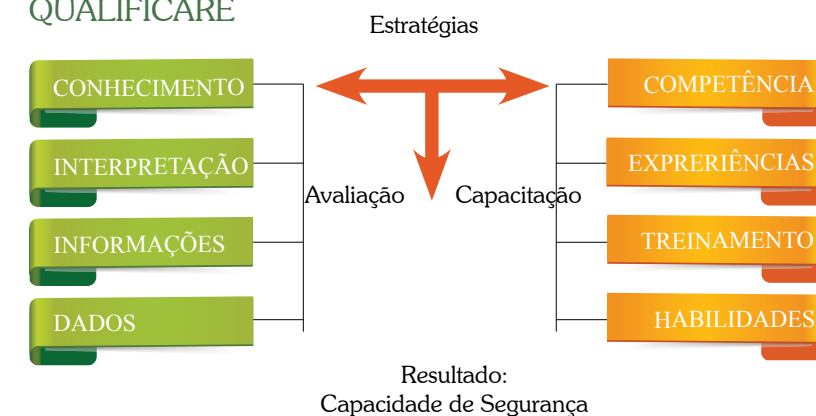 QUALIFICARE
Estratégias
CONHECIMENTO
INTERPRETAÇÃO
INFORMAÇÕES
DADOS
Avaliação
Capacitação
COMPETÊNCIA
EXPRERIÊNCIAS
TREINAMENTO
HABILIDADES
Resultado:
Capacidade de Segurança